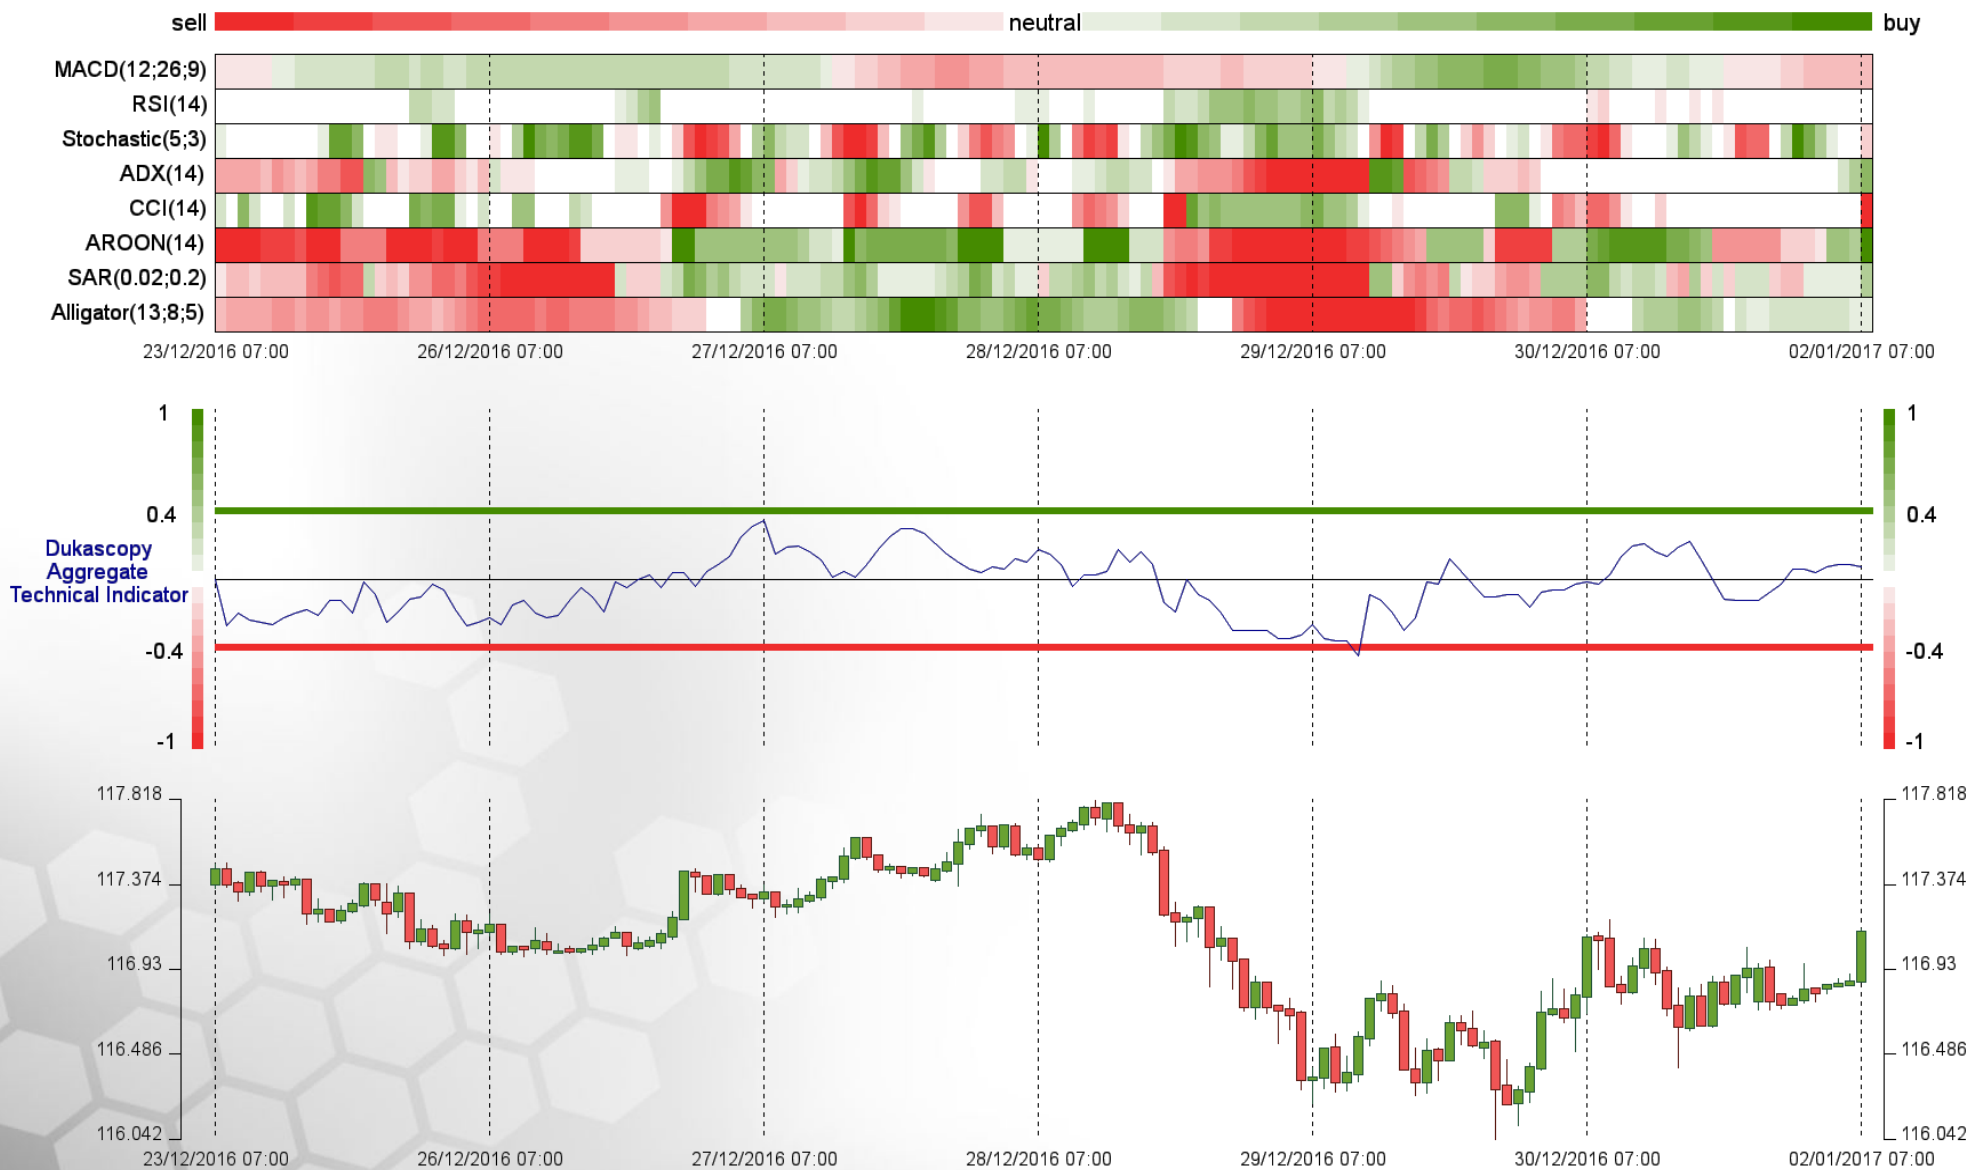 sell neutral buy
MACD(12;26;9)
RSI(14)
Stochastic(5;3)
ADX(14)
CCI(14)
AROON(14)
SAR(0.02;0.2)
Alligator(13;8;5)
23/12/2016 07:00 26/12/2016 07:00 27/12/2016 07:00 28/12/2016 07:00 29/12/2016 07:00 30/12/2016 07:00 02/01/2017 07:00
1 1
0.4 0.4
Dukascopy
Aggregate
Technical Indicator
-0.4 -0.4
-1 -1
117.818 117.818
117.374 117.374
116.93 116.93
116.486 116.486
116.042 116.042
23/12/2016 07:00 26/12/2016 07:00 27/12/2016 07:00 28/12/2016 07:00 29/12/2016 07:00 30/12/2016 07:00 02/01/2017 07:00